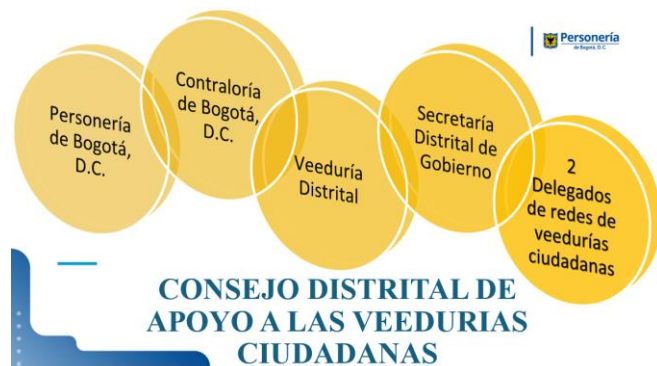 Personería
de Bogotá, D.C.
Personería
de Bogotá,
D.C.
Contraloría
de Bogotá,
D.C.
Veeduría
Distrital
Secretaría
Distrital de
Gobierno
2
Delegados
de redes de
veedurías
ciudadanas
CONSEJO DISTRITAL DE
APOYO A LAS VEEDURIAS
CIUDADANAS